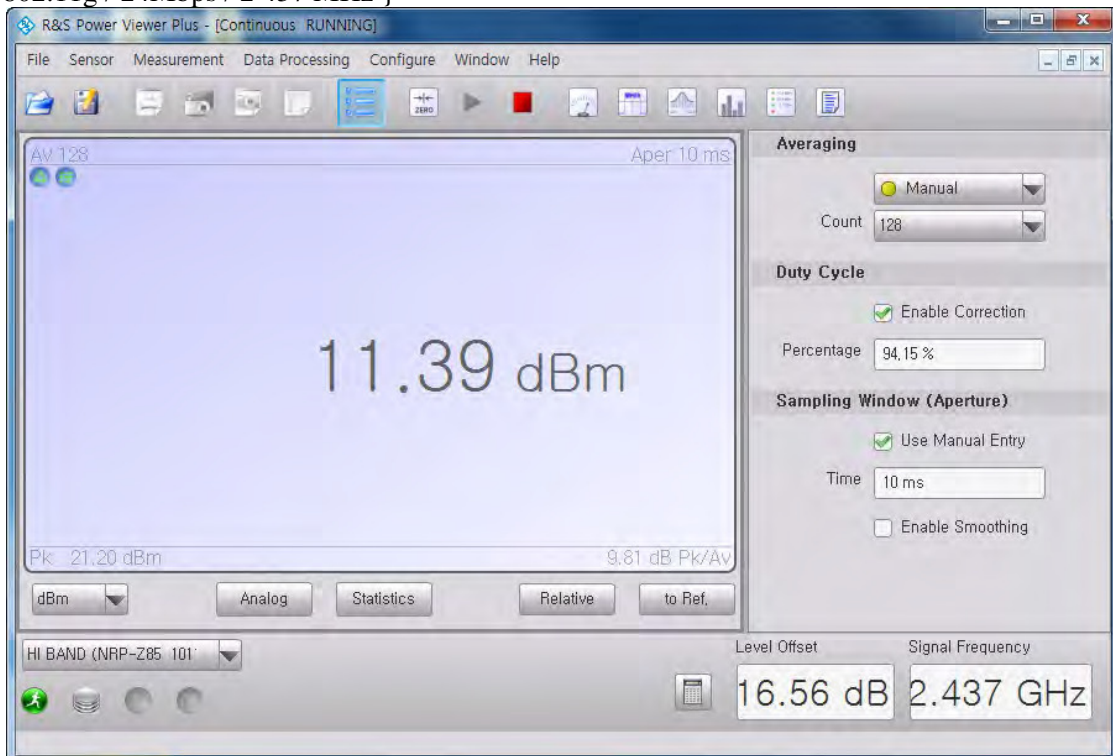 802.11g / 24Mbps / 2 437 MHz }
R&S Power Viewer Plus - [Continuous RUNNING]
File Sensor Measurement Data Processing Configure Window Help
ZERO
AV 128 Aper 10 ms
11.39 dBm
Pk 21.20 dBm 9.81 dB Pk/Av
dBm Analog Statistics Relative to Ref.
Averaging
Manual
Count 128
Duty Cycle
Enable Correction
Percentage 94,15 %
Sampling Window (Aperture)
Use Manual Entry
Time 10 ms
Enable Smoothing
HI BAND (NRP-Z85 101
Level Offset Signal Frequency
16.56 dB 2.437 GHz